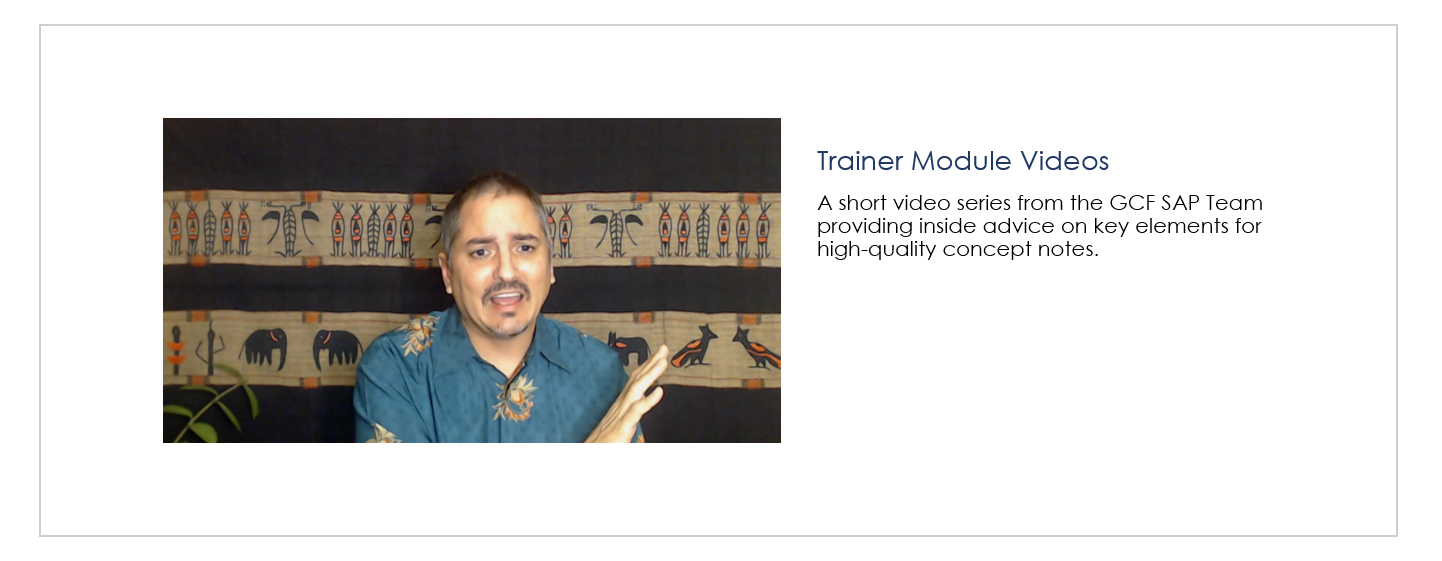 Trainer Module Videos
A short video series from the GCF SAP Team
providing inside advice on key elements for
high-quality concept notes.